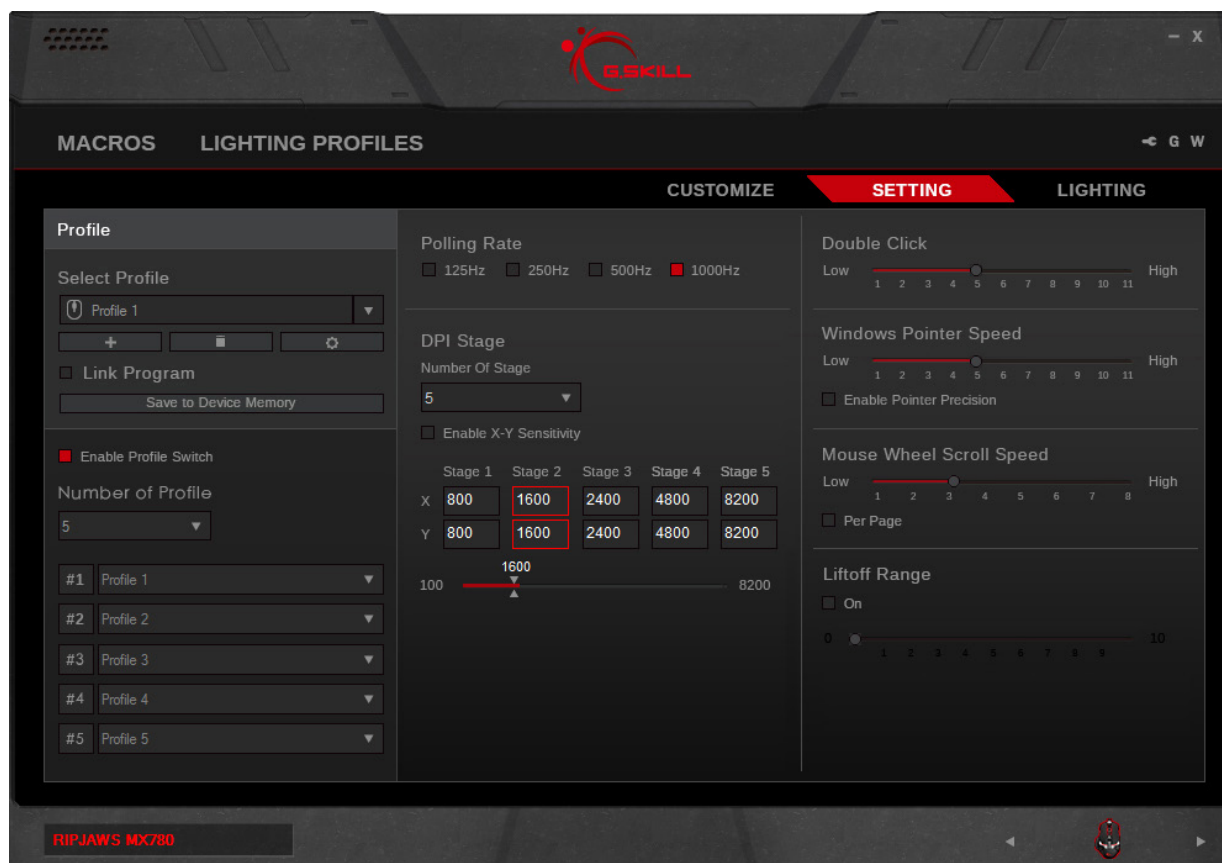 G.SKILL
- X
MACROS LIGHTING PROFILES G W
CUSTOMIZE SETTING LIGHTING
Profile
Select Profile
Profile 1
Link Program
Save to Device Memory
Enable Profile Switch
Number of Profile
5
#1 Profile 1
#2 Profile 2
#3 Profile 3
#4 Profile 4
#5 Profile 5
Polling Rate
125Hz 250Hz 500Hz 1000Hz
DPI Stage
Number Of Stage
5
Enable X-Y Sensitivity
Stage 1 Stage 2 Stage 3 Stage 4 Stage 5
X 800 1600 2400 4800 8200
Y 800 1600 2400 4800 8200
1600
100 8200
Double Click
Low High
1 2 3 4 5 6 7 8 9 10 11
Windows Pointer Speed
Low High
1 2 3 4 5 6 7 8 9 10 11
Enable Pointer Precision
Mouse Wheel Scroll Speed
Low High
1 2 3 4 5 6 7 8
Per Page
Liftoff Range
On
0 10
1 2 3 4 5 6 7 8 9
RIPJAWS MX780